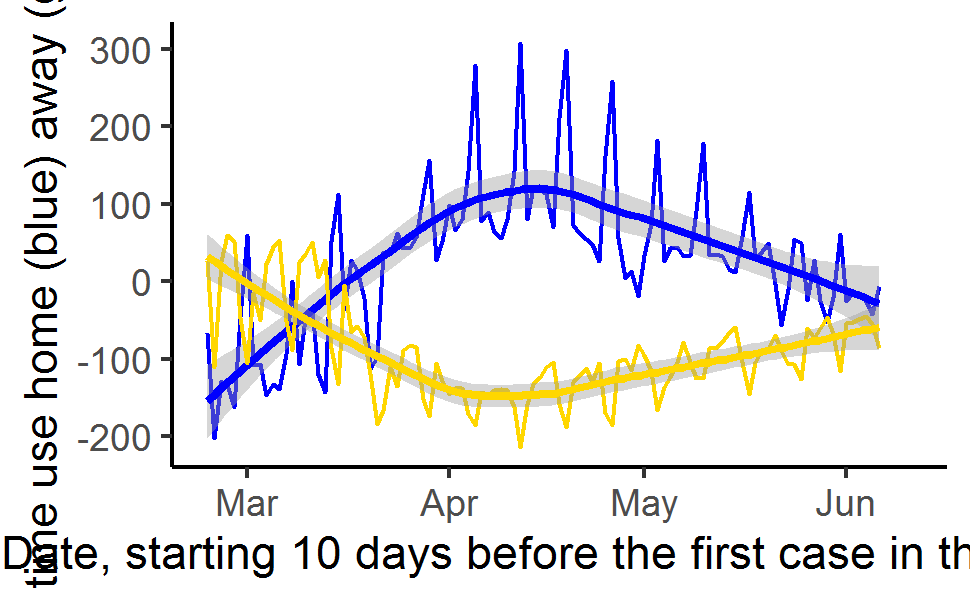 time use home (blue) away (
300
200
100
0
-100
-200
Mar Apr May Jun
Date, starting 10 days before the first case in th